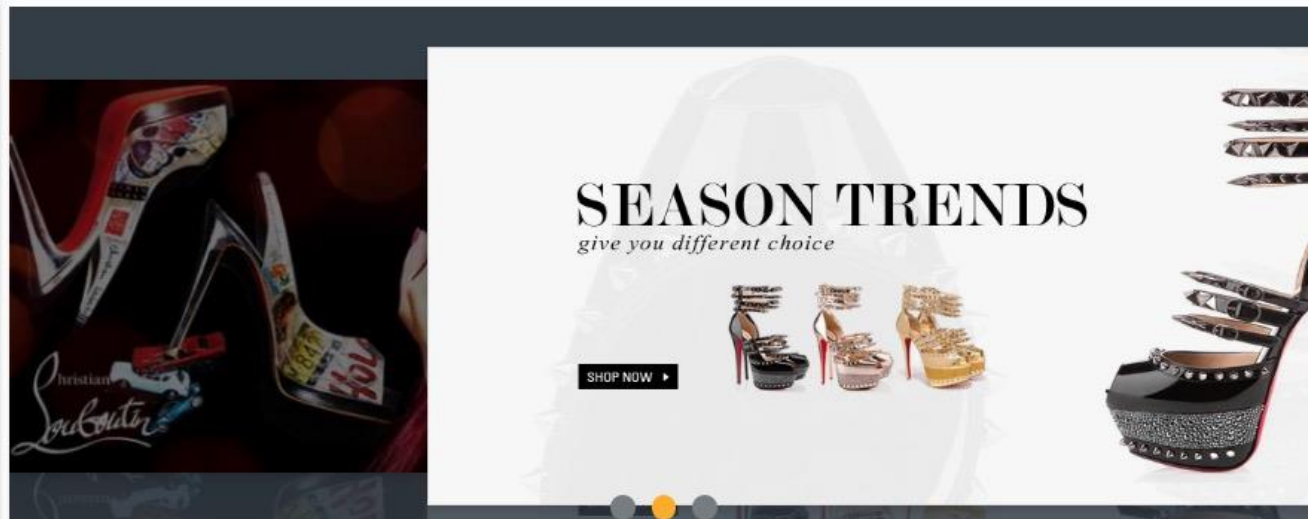 Christian
Louboutin
SEASON TRENDS
give you different choice
SHOP NOW